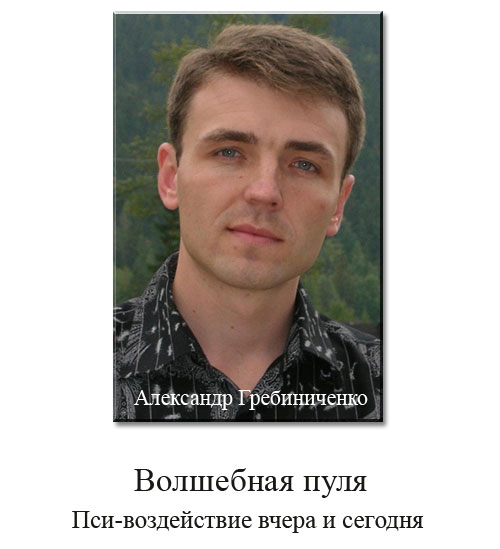 Александр Гребиниченко
Волшебная пуля
Пси-воздействие вчера и сегодня